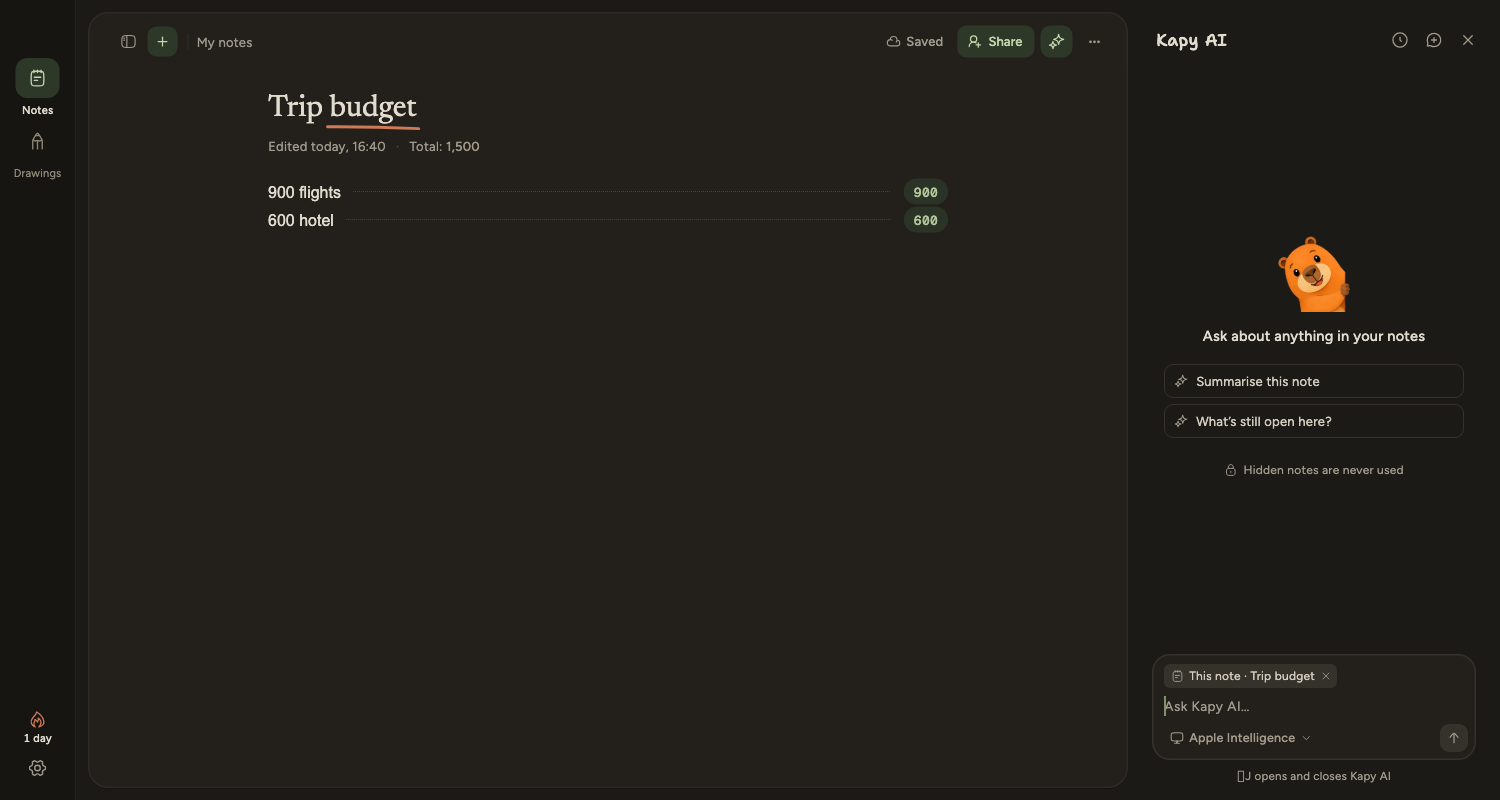 My notes
Saved
Share
Kapy AI
Notes
Drawings
Trip budget
Edited today, 16:40 · Total: 1,500
900 flights 900
600 hotel 600
Ask about anything in your notes
Summarise this note
What's still open here?
Hidden notes are never used
This note · Trip budget
Ask Kapy AI...
Apple Intelligence
J opens and closes Kapy AI
1 day